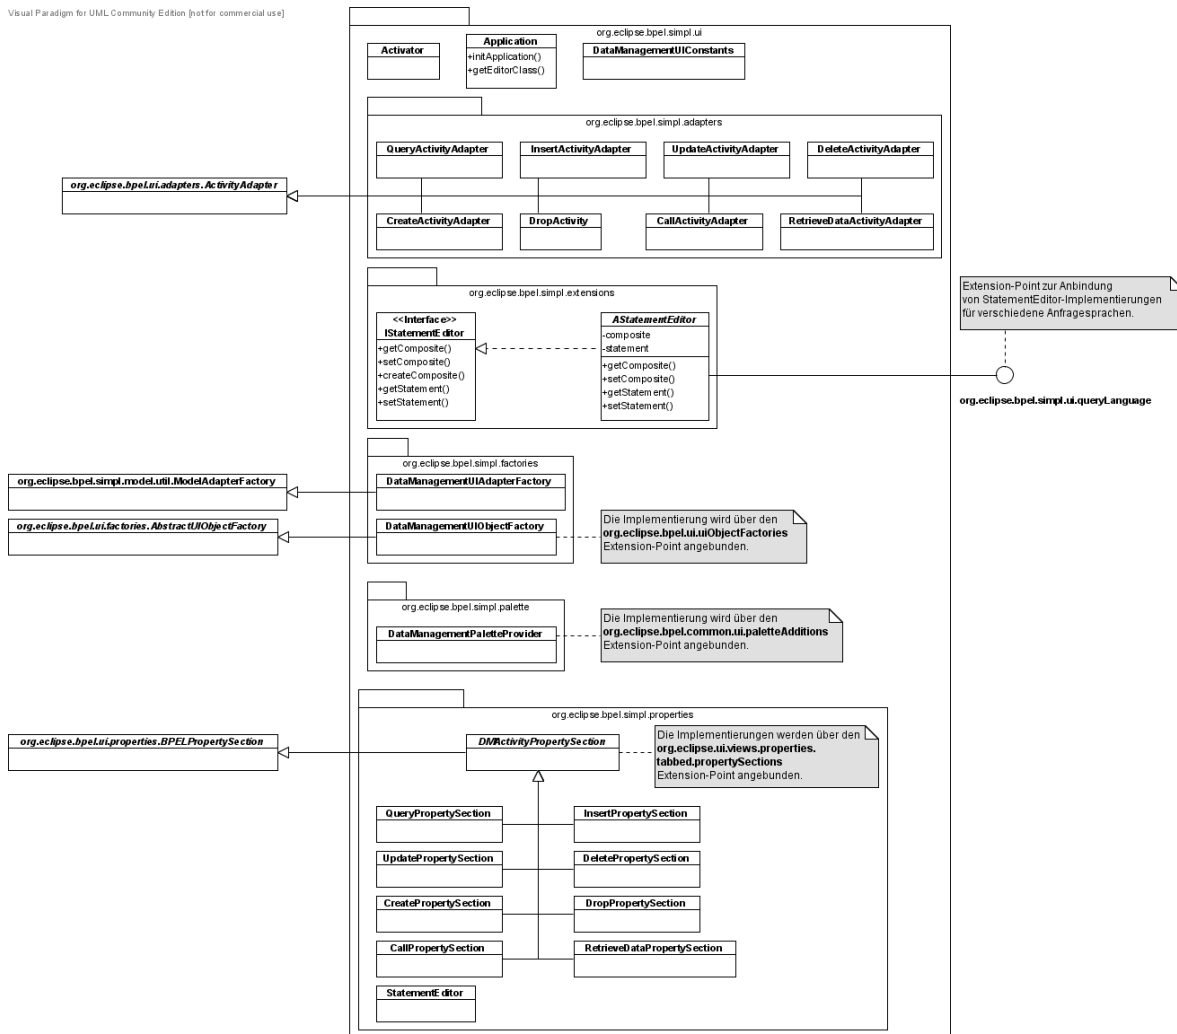 Visual Paradigm for UML Community Edition [not for commercial use]
org.eclipse.bpel.simpl.ui
Activator
Application
+initApplication()
+getEditorClass()
DataManagementUIConstants
org.eclipse.bpel.simpl.adapters
QueryActivityAdapter
InsertActivityAdapter
UpdateActivityAdapter
DeleteActivityAdapter
org.eclipse.bpel.ui.adapters.ActivityAdapter
CreateActivityAdapter
DropActivity
CallActivityAdapter
RetrieveDataActivityAdapter
org.eclipse.bpel.simpl.extensions
<<Interface>>
IStatementEditor
+getComposite()
+setComposite()
+createComposite()
+getStatement()
+setStatement()
AStatementEditor
-composite
-statement
+getComposite()
+setComposite()
+getStatement()
+setStatement()
Extension-Point zur Anbindung
von StatementEditor-Implementierungen
für verschiedene Anfragesprachen.
org.eclipse.bpel.simpl.ui.queryLanguage
org.eclipse.bpel.simpl.factories
org.eclipse.bpel.simpl.model.util.ModelAdapterFactory
DataManagementUIAdapterFactory
org.eclipse.bpel.ui.factories.AbstractUIObjectFactory
DataManagementUIObjectFactory
Die Implementierung wird über den
org.eclipse.bpel.ui.uiObjectFactories
Extension-Point angebunden.
org.eclipse.bpel.simpl.palette
DataManagementPaletteProvider
Die Implementierung wird über den
org.eclipse.bpel.common.ui.paletteAdditions
Extension-Point angebunden.
org.eclipse.bpel.simpl.properties
org.eclipse.bpel.ui.properties.BPELPropertySection
DMActivityPropertySection
Die Implementierungen werden über den
org.eclipse.ui.views.properties.
tabbed.propertySections
Extension-Point angebunden.
QueryPropertySection
InsertPropertySection
UpdatePropertySection
DeletePropertySection
CreatePropertySection
DropPropertySection
CallPropertySection
RetrieveDataPropertySection
StatementEditor